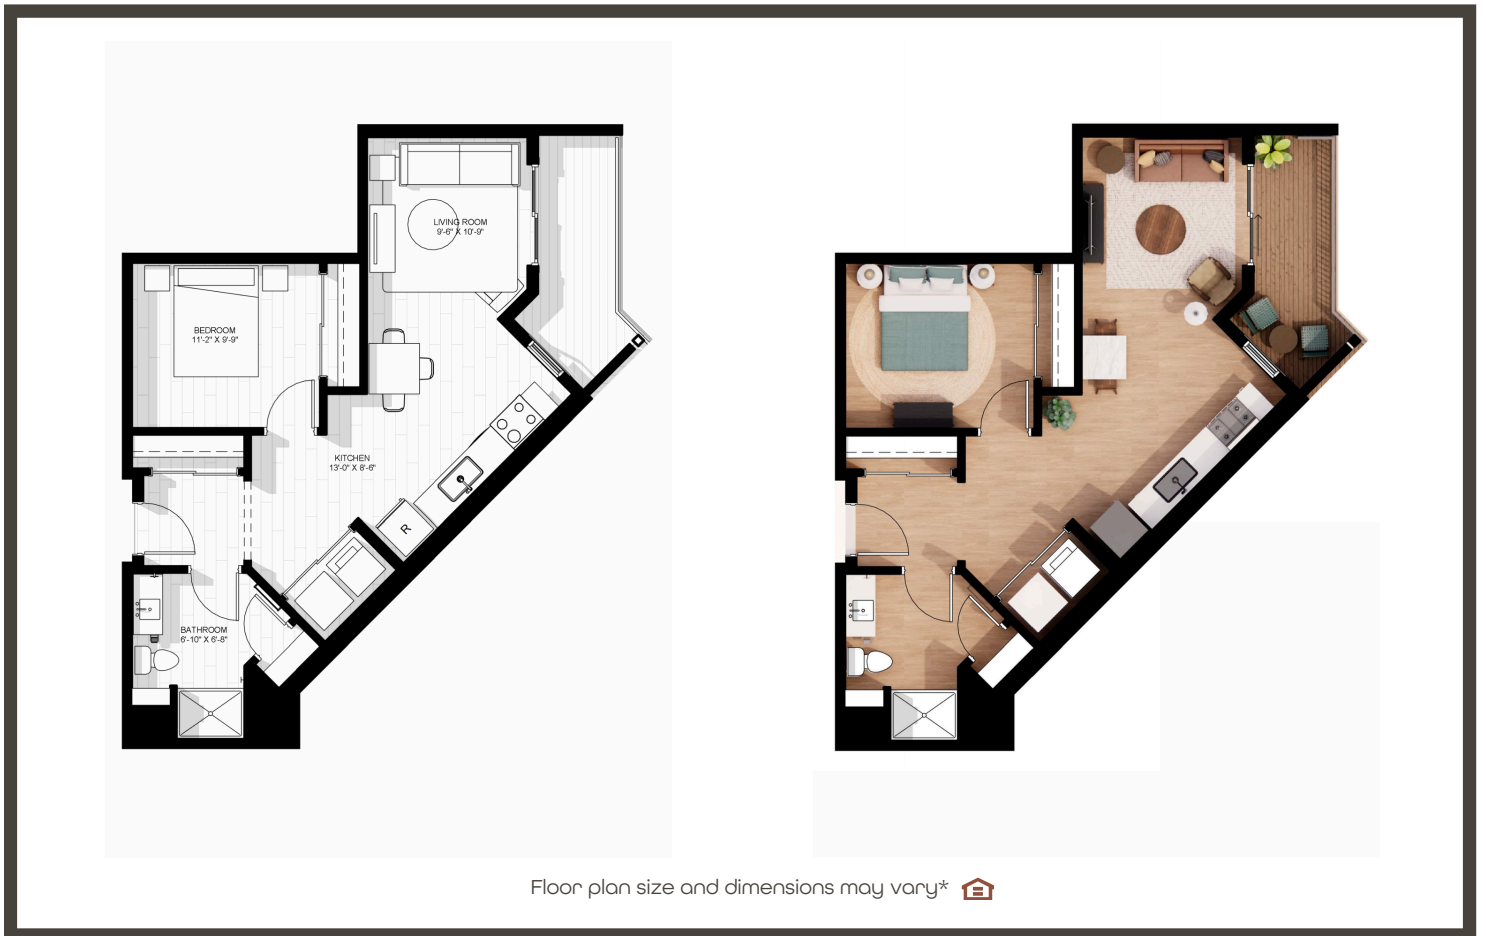 LIVING ROOM
9'-6" X 10'-9"
BEDROOM
11'-2" X 9'-9"
KITCHEN
13'-0" X 8'-6"
R
BATHROOM
6'-10" X 6'-8"
Floor plan size and dimensions may vary*